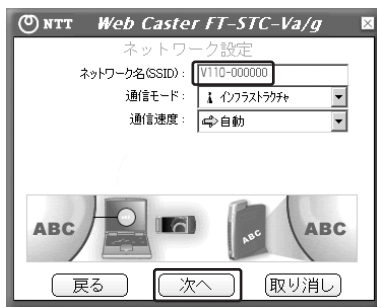 NTT Web Caster FT-STC-Va/g
ネットワーク設定
ネットワーク名(SSID): V110-000000
通信モード: インフラストラクチャ
通信速度: 自動
ABC ABC ABC ABC
戻る 次へ 取り消し